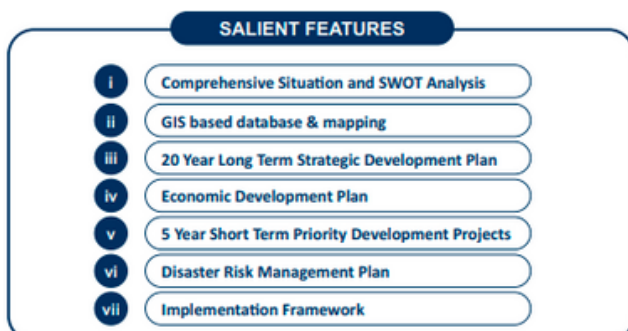 SALIENT FEATURES
i Comprehensive Situation and SWOT Analysis
ii GIS based database & mapping
iii 20 Year Long Term Strategic Development Plan
iv Economic Development Plan
v 5 Year Short Term Priority Development Projects
vi Disaster Risk Management Plan
vii Implementation Framework